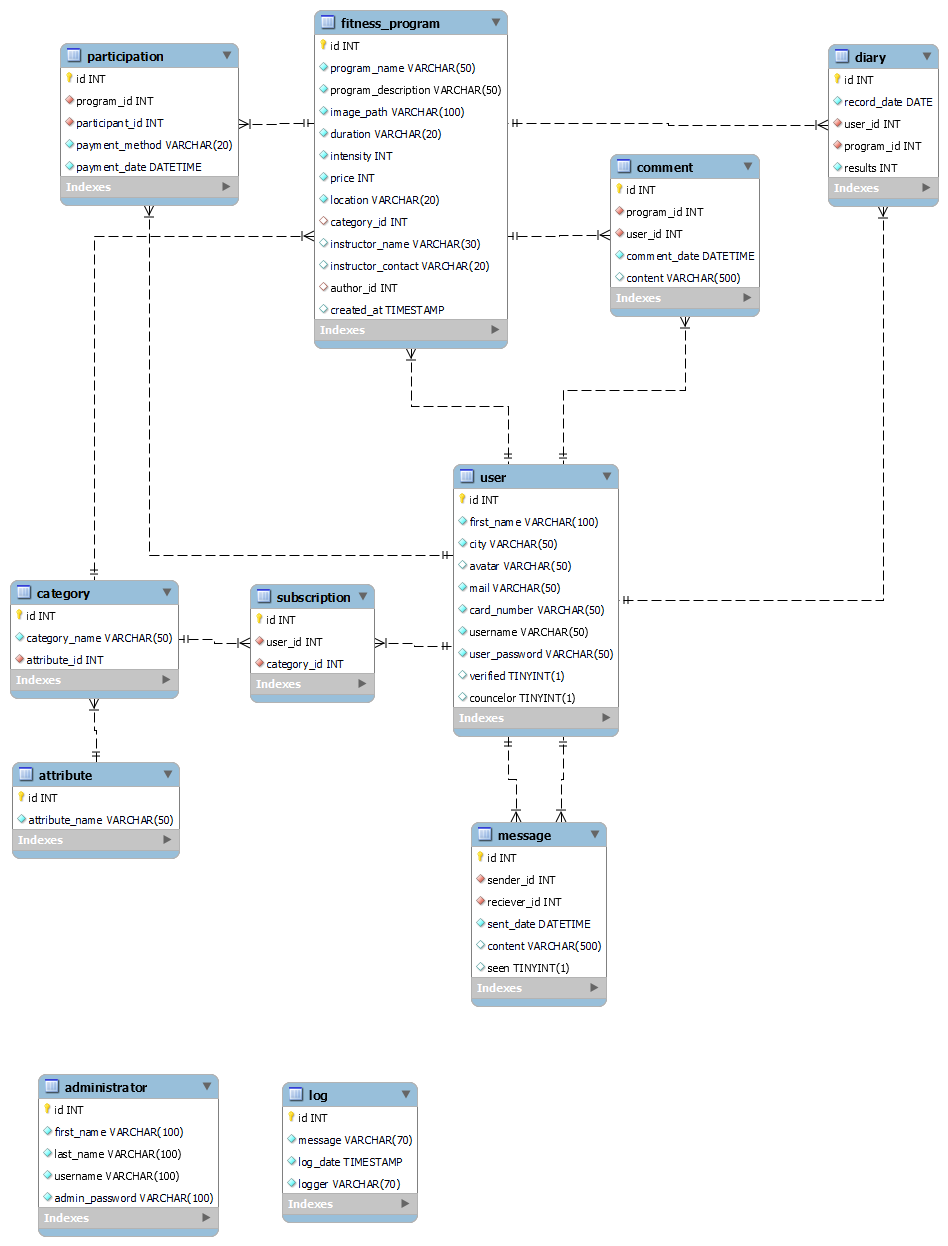 fitness_program
id INT
program_name VARCHAR(50)
program_description VARCHAR(50)
image_path VARCHAR(100)
duration VARCHAR(20)
intensity INT
price INT
location VARCHAR(20)
category_id INT
instructor_name VARCHAR(30)
instructor_contact VARCHAR(20)
author_id INT
created_at TIMESTAMP
Indexes
participation
id INT
program_id INT
participant_id INT
payment_method VARCHAR(20)
payment_date DATETIME
Indexes
diary
id INT
record_date DATE
user_id INT
program_id INT
results INT
Indexes
comment
id INT
program_id INT
user_id INT
comment_date DATETIME
content VARCHAR(500)
Indexes
user
id INT
first_name VARCHAR(100)
city VARCHAR(50)
avatar VARCHAR(50)
mail VARCHAR(50)
card_number VARCHAR(50)
username VARCHAR(50)
user_password VARCHAR(50)
verified TINYINT(1)
councelor TINYINT(1)
Indexes
category
id INT
category_name VARCHAR(50)
attribute_id INT
Indexes
subscription
id INT
user_id INT
category_id INT
Indexes
attribute
id INT
attribute_name VARCHAR(50)
Indexes
message
id INT
sender_id INT
reciever_id INT
sent_date DATETIME
content VARCHAR(500)
seen TINYINT(1)
Indexes
administrator
id INT
first_name VARCHAR(100)
last_name VARCHAR(100)
username VARCHAR(100)
admin_password VARCHAR(100)
Indexes
log
id INT
message VARCHAR(70)
log_date TIMESTAMP
logger VARCHAR(70)
Indexes